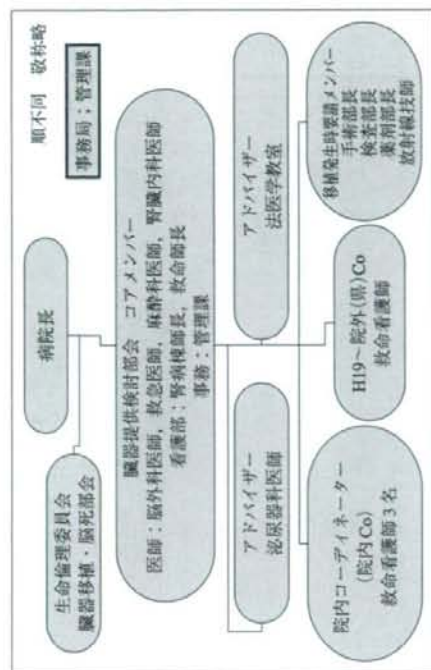 順不同　敬称略
事務局；管理課
病院長
生命倫理委員会
臓器移植・脳死部会
臓器提供検討部会　コアメンバー
医師：脳外科医師，救急医師，麻酔科医師，腎臓内科医師
看護部：腎病棟師長，救命師長
事務：管理課
アドバイザー
泌尿器科医師
アドバイザー
法医学教室
院内コーディネーター
(院内Co)
救命看護師3名
H19～院外(県)Co
救命看護師
移植発生時要請メンバー
手術部長
検査部長
薬剤部長
放射線技師